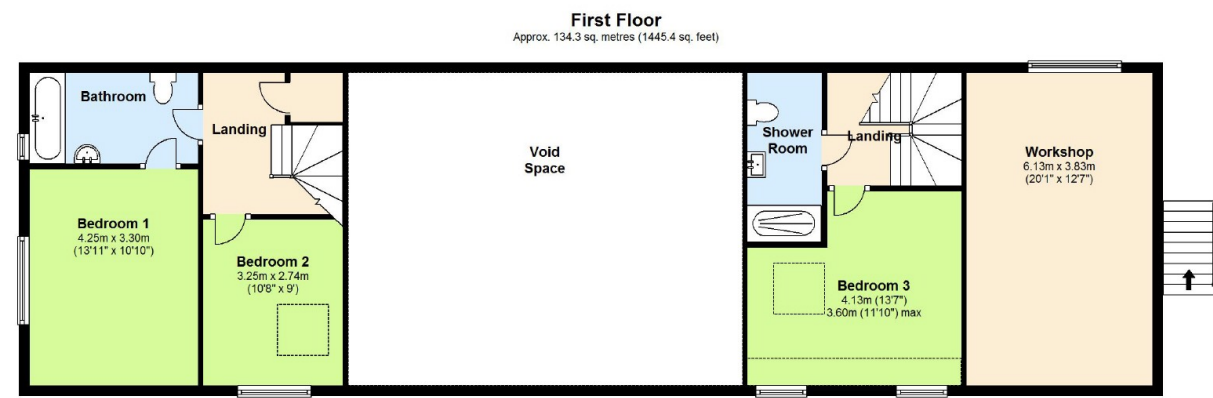 First Floor
Approx. 134.3 sq. metres (1445.4 sq. feet)
Bathroom
Landing
Bedroom 1
4.25m x 3.30m
(13'11" x 10'10")
Bedroom 2
3.25m x 2.74m
(10'8" x 9')
Void
Space
Shower
Room
Landing
Bedroom 3
4.13m (13'7")
3.60m (11'10") max
Workshop
6.13m x 3.83m
(20'1" x 12'7")